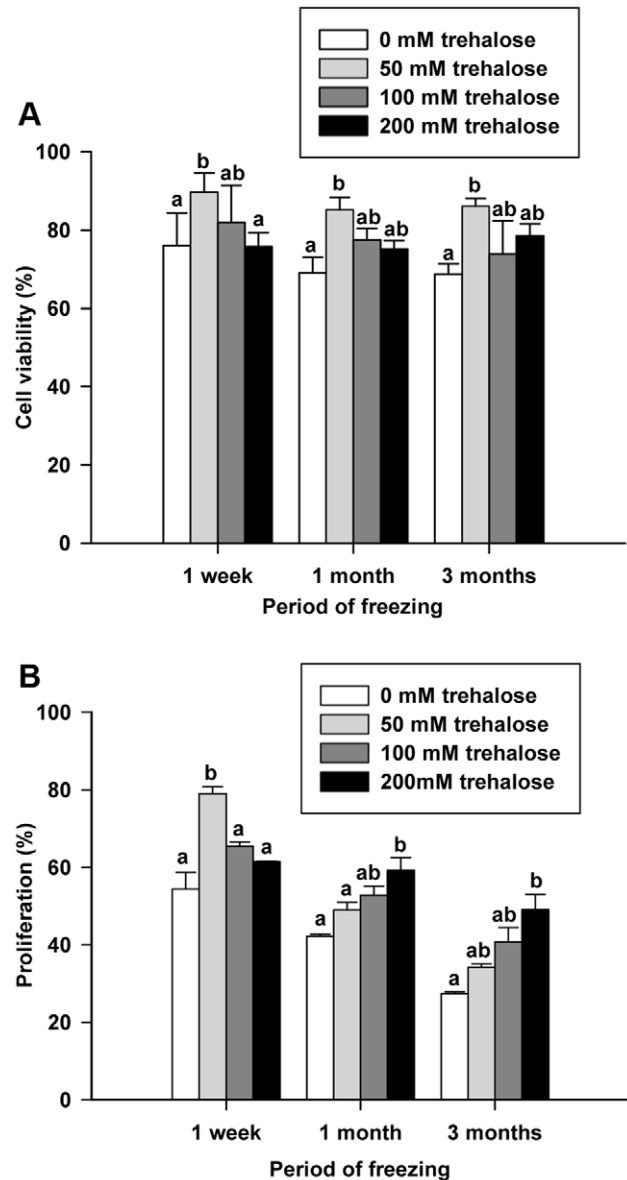 0 mM trehalose
50 mM trehalose
100 mM trehalose
200 mM trehalose
A
100
80
60
40
20
0
Cell viability (%)
a b ab a
a b ab ab
a b ab ab
1 week 1 month 3 months
Period of freezing
B
0 mM trehalose
50 mM trehalose
100 mM trehalose
200mM trehalose
100
80
60
40
20
0
Proliferation (%)
a b a a
a a ab b
a ab ab b
1 week 1 month 3 months
Period of freezing